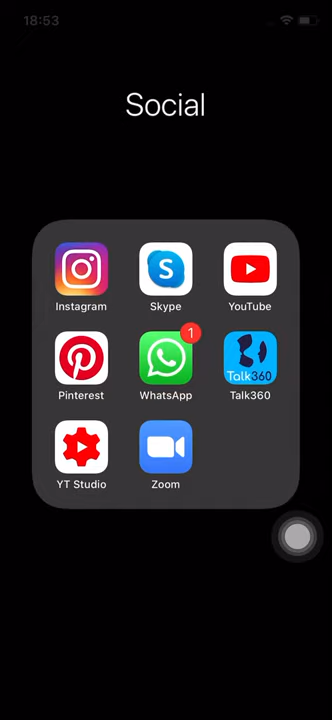 18:53
Social
Instagram
Skype
YouTube
Pinterest
1
WhatsApp
Talk360
Talk360
YT Studio
Zoom